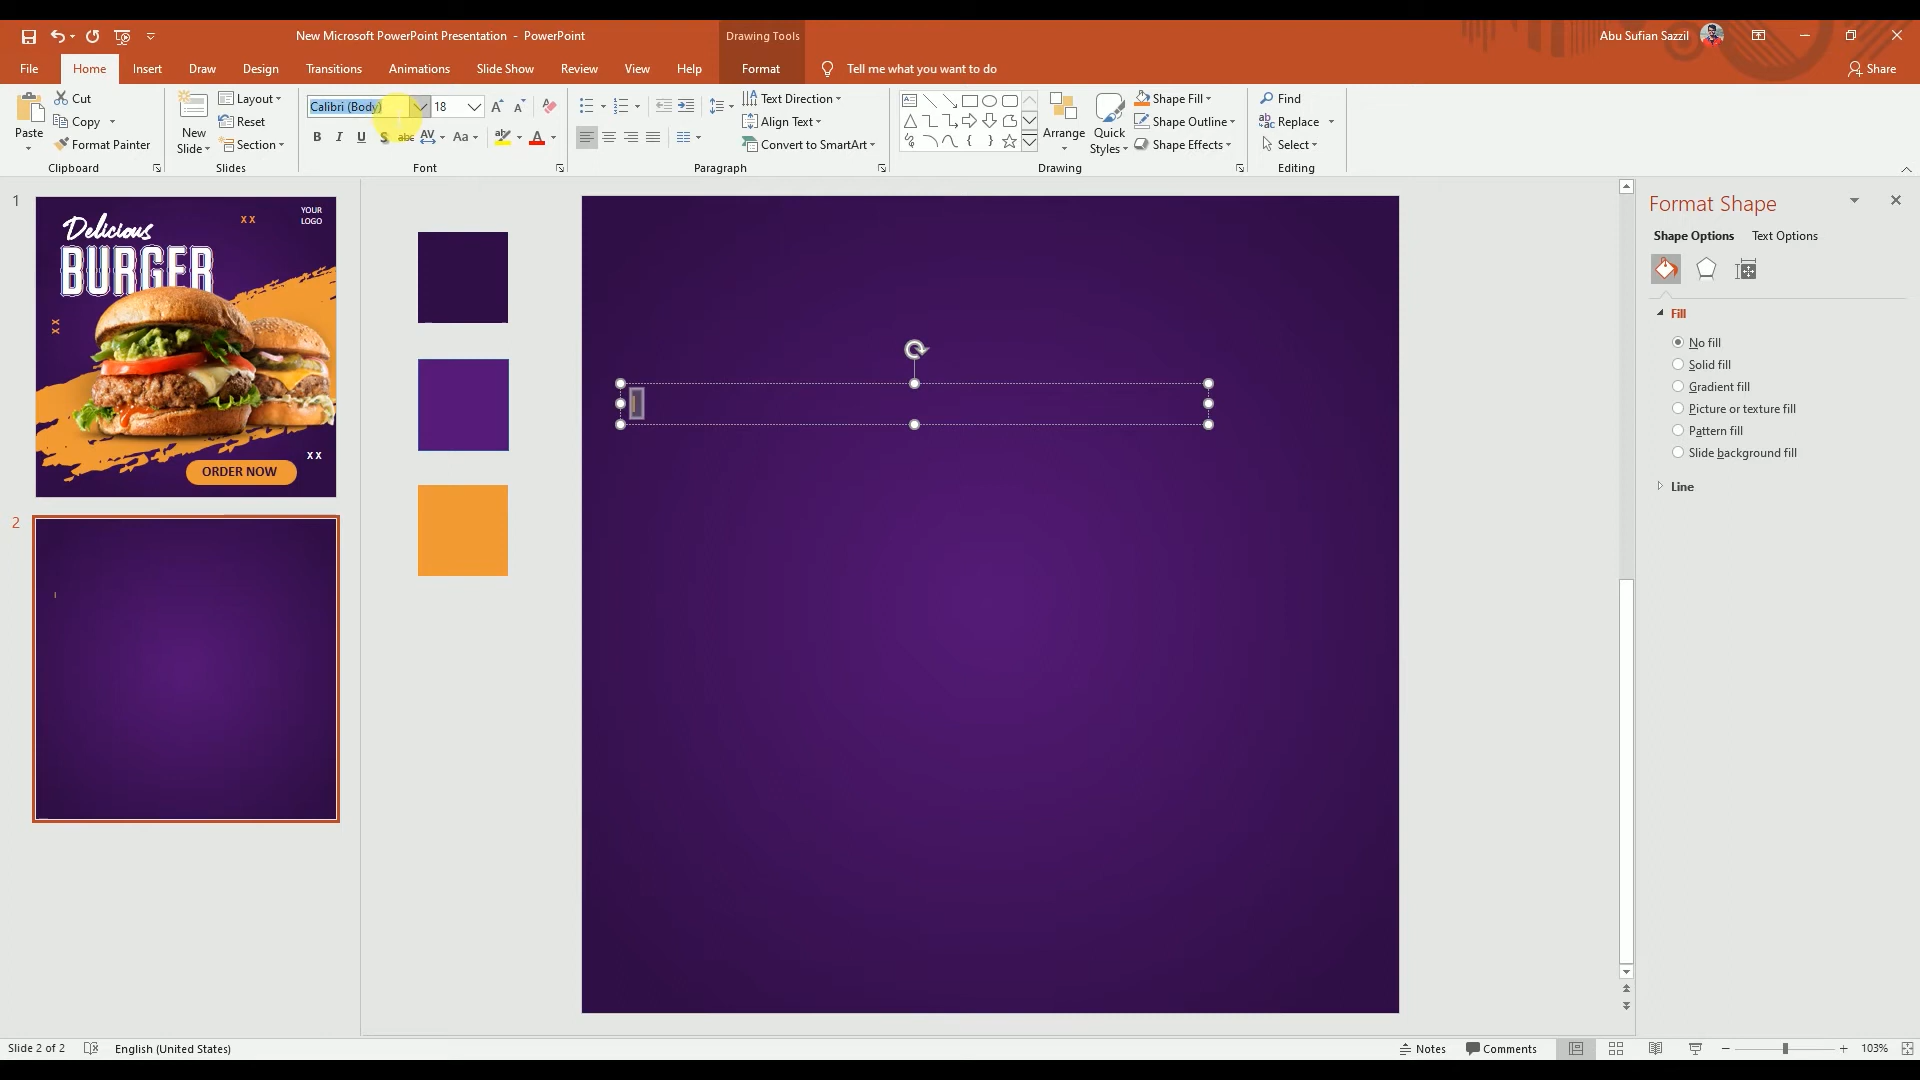 New Microsoft PowerPoint Presentation - PowerPoint
Drawing Tools
Abu Sufian Sazzil
File
Home
Insert
Draw
Design
Transitions
Animations
Slide Show
Review
View
Help
Format
Tell me what you want to do
Share
Paste
Cut
Copy
Format Painter
Clipboard
New
Slide
Layout
Reset
Section
Slides
Calibri (Body)
18
B
I
U
S
abc
AV
Aa
A
Font
Text Direction
Align Text
Convert to SmartArt
Paragraph
Arrange
Quick
Styles
Shape Fill
Shape Outline
Shape Effects
Drawing
Find
Replace
Select
Editing
1
Delicious
BURGER
X X
YOUR
LOGO
X X
X X
ORDER NOW
2
Format Shape
Shape Options
Text Options
Fill
No fill
Solid fill
Gradient fill
Picture or texture fill
Pattern fill
Slide background fill
Line
Slide 2 of 2
English (United States)
Notes
Comments
103%